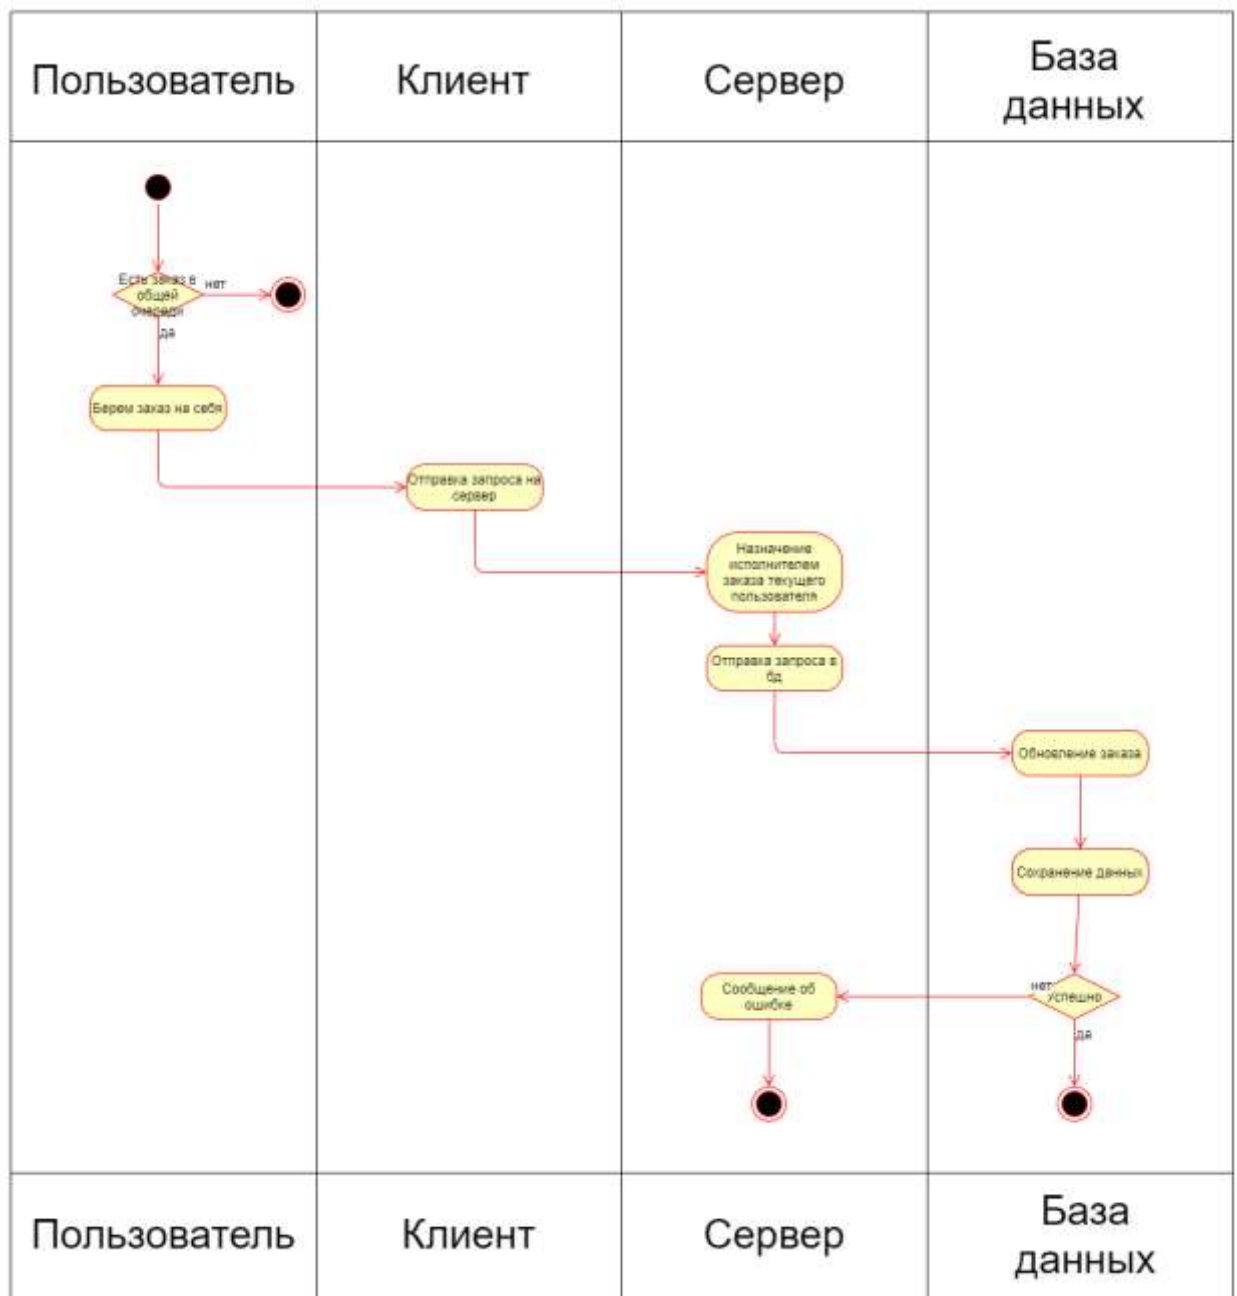 Пользователь
Клиент
Сервер
База
данных
Есть заказ в
общей
очереди
нет
да
Берем заказ на себя
Отправка запроса на
сервер
Назначение
исполнителем
заказа текущего
пользователя
Отправка запроса в
бд
Обновление заказа
Сохранение данных
Сообщение об
ошибке
нет
Успешно
да
Пользователь
Клиент
Сервер
База
данных